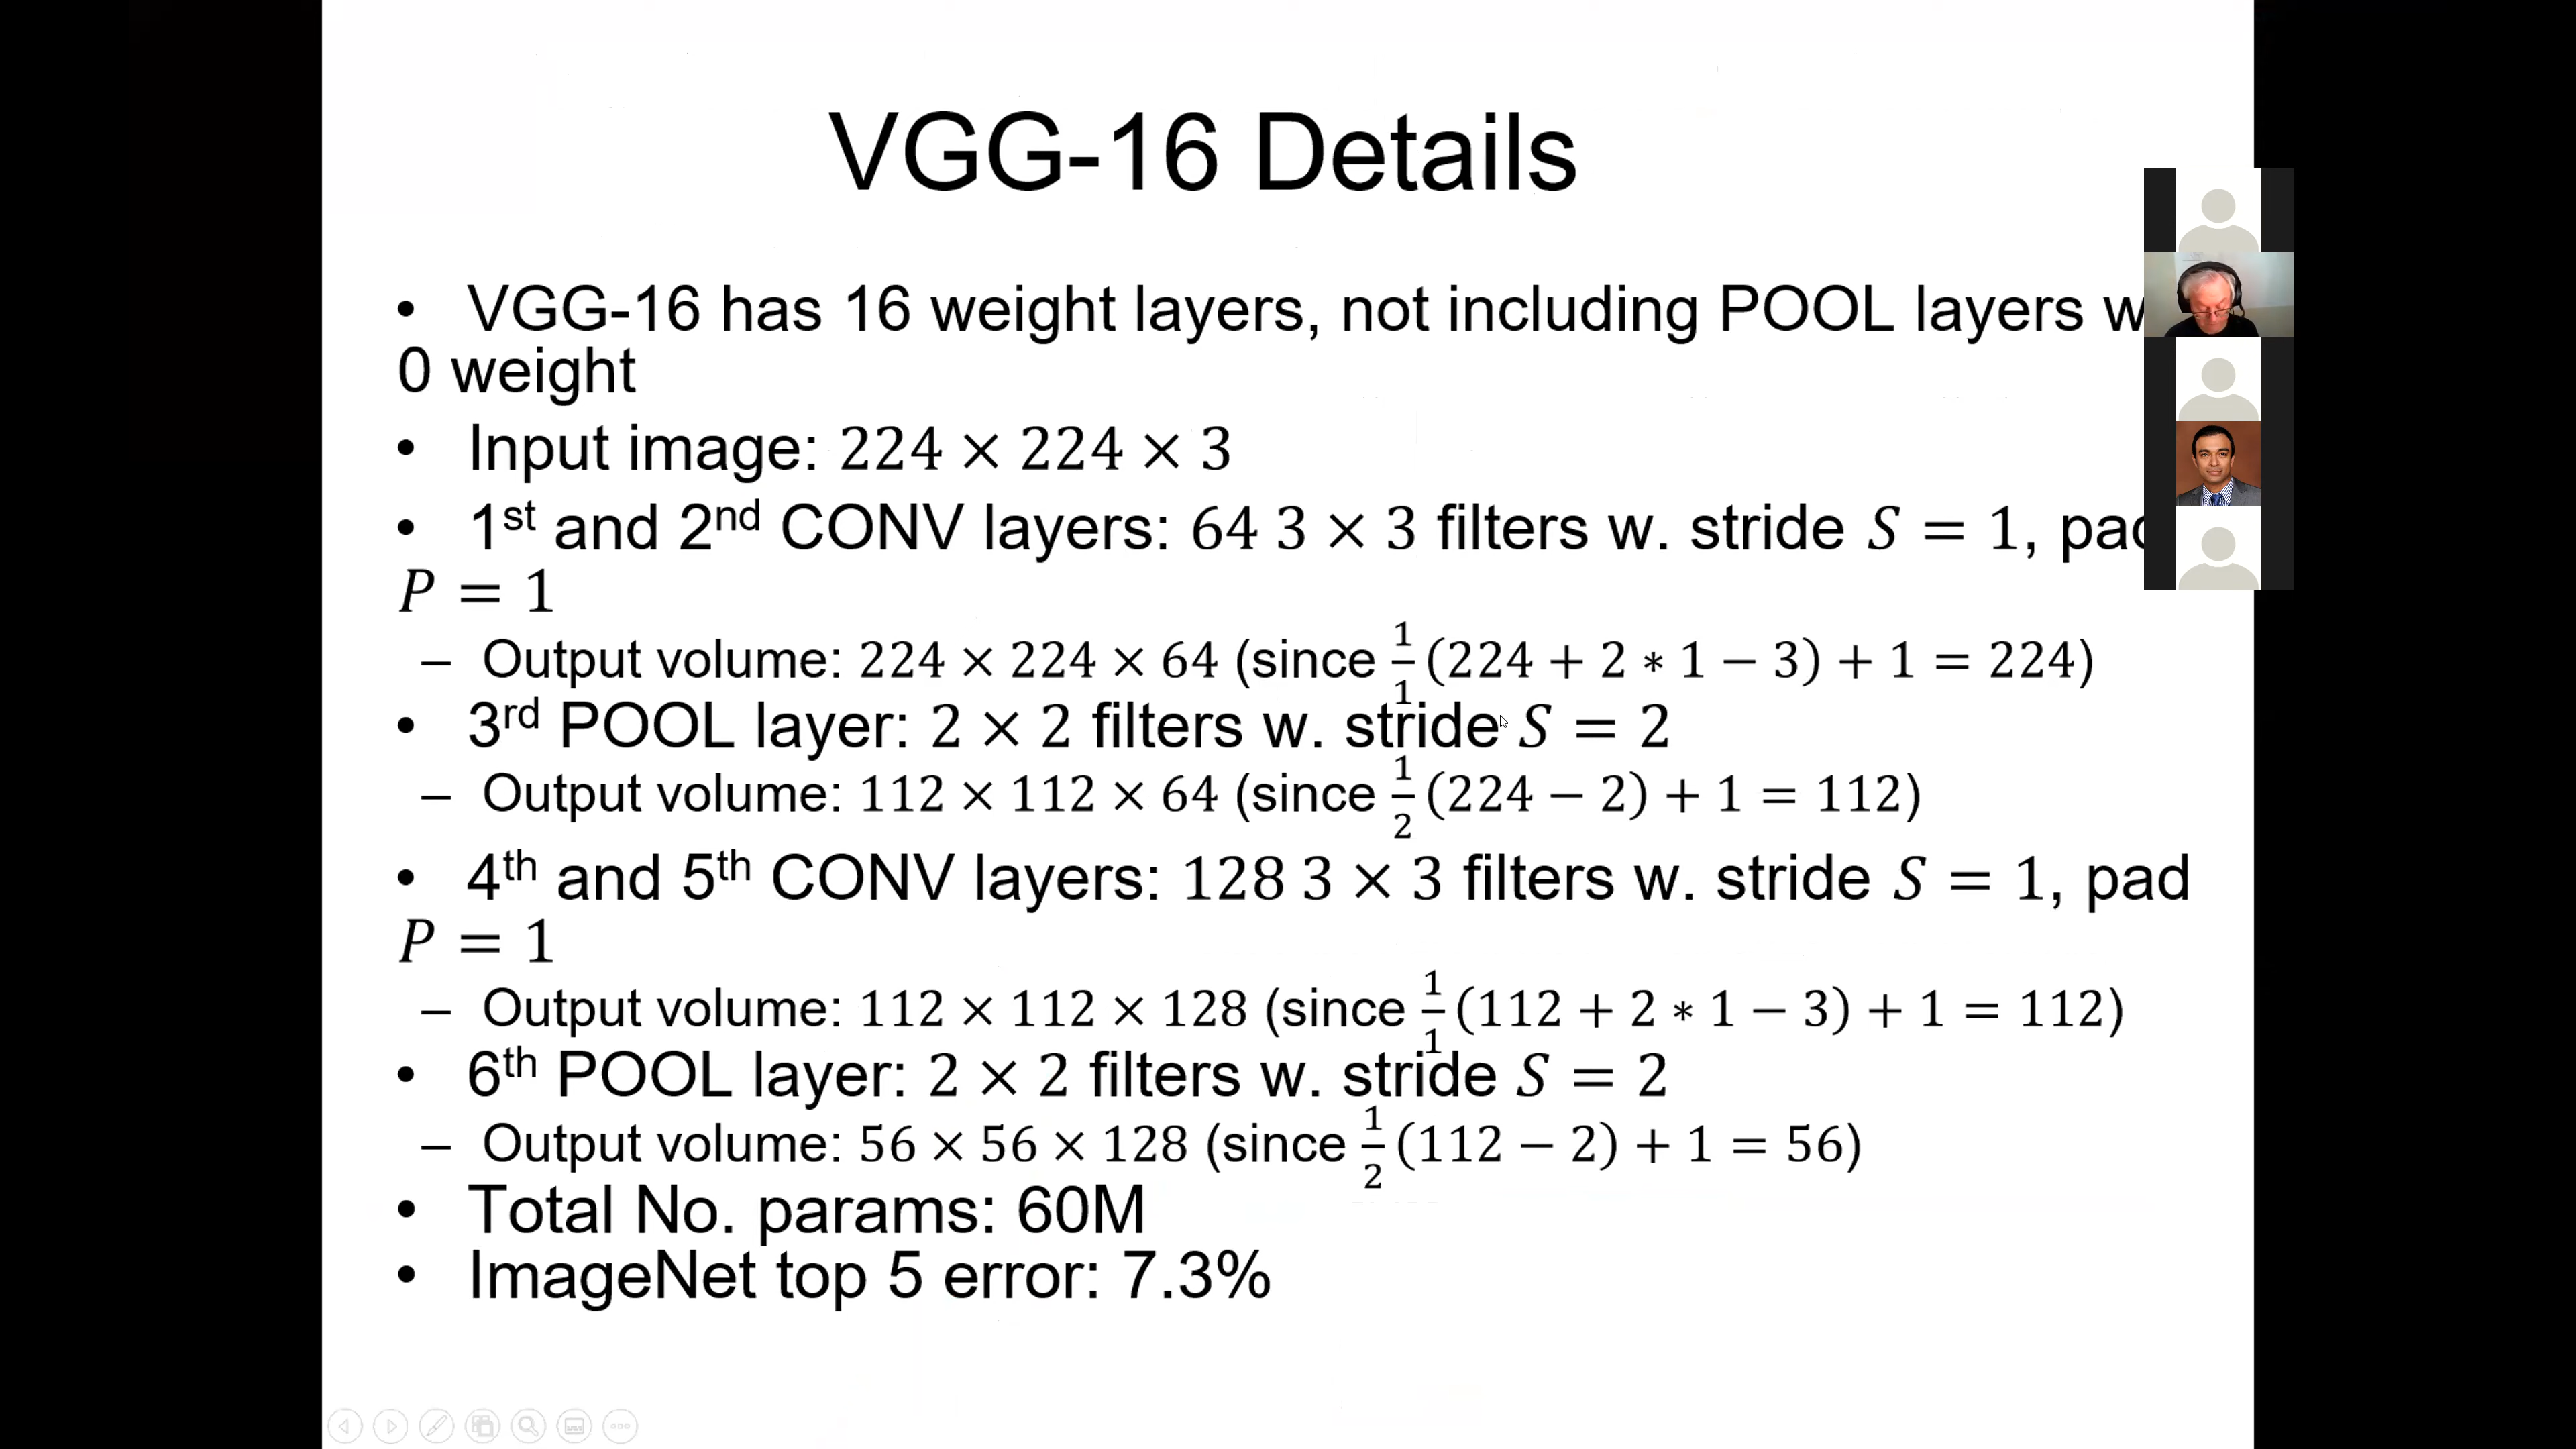 VGG-16 Details
• VGG-16 has 16 weight layers, not including POOL layers
0 weight
• Input image: 224 × 224 × 3
• 1st and 2nd CONV layers: 64 3 × 3 filters w. stride S = 1,
P = 1
– Output volume: 224 × 224 × 64 (since 1/1 (224 + 2 * 1 − 3) + 1 = 224)
• 3rd POOL layer: 2 × 2 filters w. stride S = 2
– Output volume: 112 × 112 × 64 (since 1/2 (224 − 2) + 1 = 112)
• 4th and 5th CONV layers: 128 3 × 3 filters w. stride S = 1, pad
P = 1
– Output volume: 112 × 112 × 128 (since 1/1 (112 + 2 * 1 − 3) + 1 = 112)
• 6th POOL layer: 2 × 2 filters w. stride S = 2
– Output volume: 56 × 56 × 128 (since 1/2 (112 − 2) + 1 = 56)
• Total No. params: 60M
• ImageNet top 5 error: 7.3%